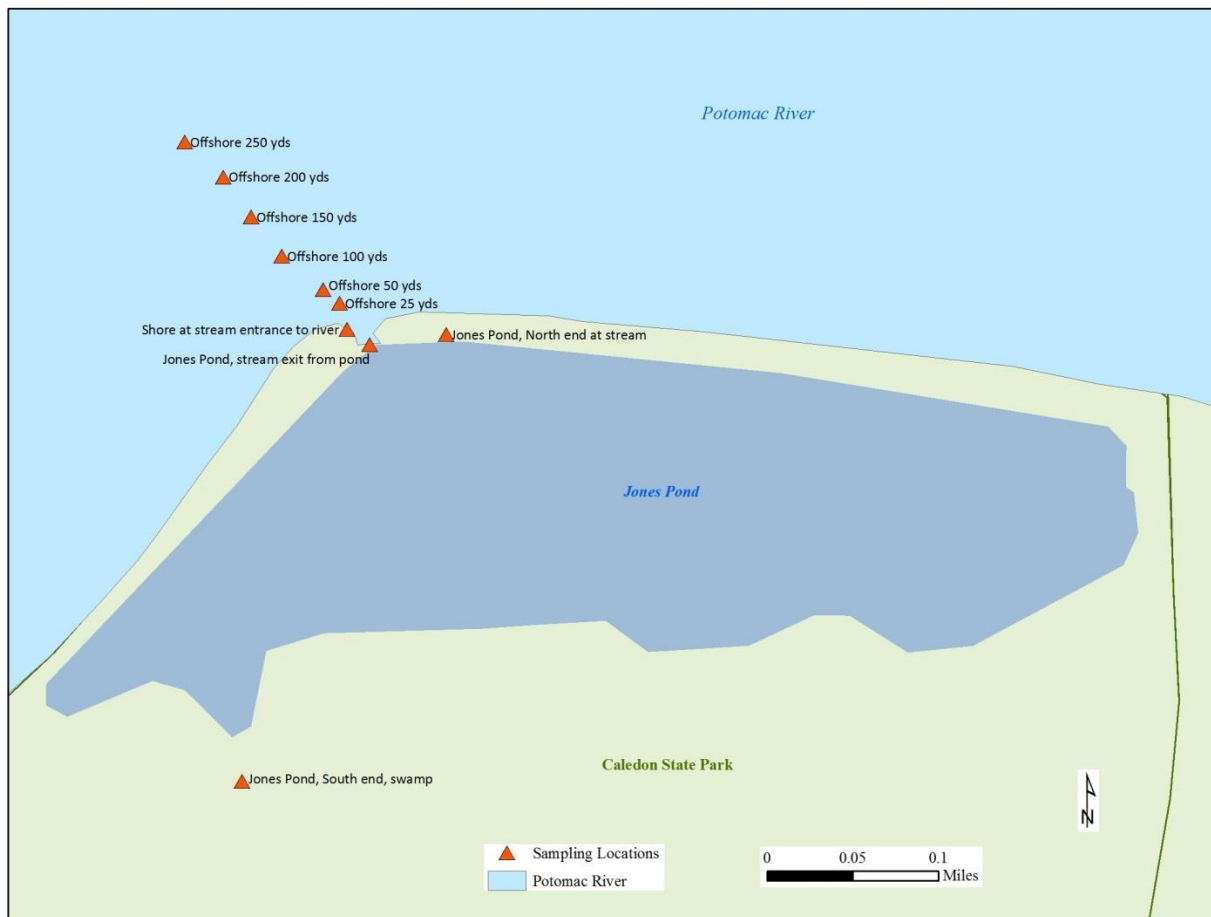 Potomac River
Offshore 250 yds
Offshore 200 yds
Offshore 150 yds
Offshore 100 yds
Offshore 50 yds
Offshore 25 yds
Shore at stream entrance to river
Jones Pond, North end at stream
Jones Pond, stream exit from pond
Jones Pond
Caledon State Park
Jones Pond, South end, swamp
N
Sampling Locations
Potomac River
0 0.05 0.1
Miles